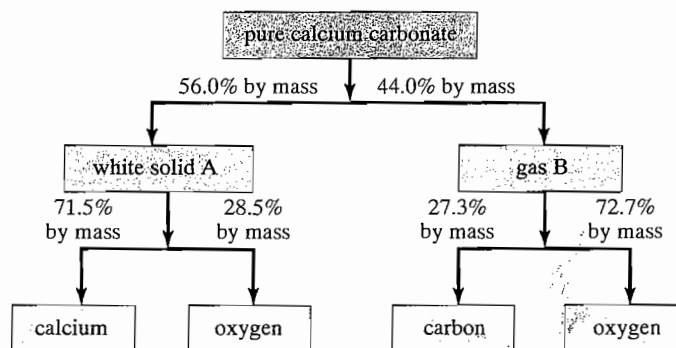 pure calcium carbonate
56.0% by mass
44.0% by mass
white solid A
gas B
71.5%
by mass
28.5%
by mass
27.3%
by mass
72.7%
by mass
calcium
oxygen
carbon
oxygen